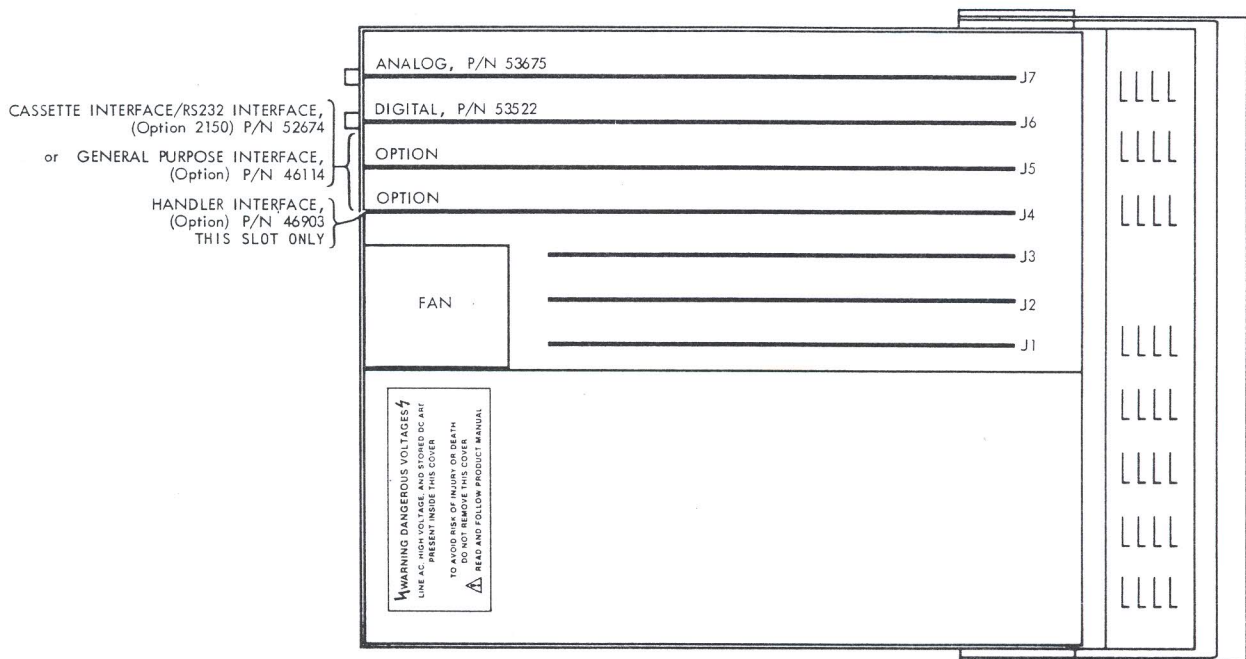 ANALOG, P/N 53675
J7
CASSETTE INTERFACE/RS232 INTERFACE,
(Option 2150) P/N 52674
DIGITAL, P/N 53522
J6
or GENERAL PURPOSE INTERFACE,
(Option) P/N 46114
OPTION
J5
HANDLER INTERFACE,
(Option) P/N 46903
THIS SLOT ONLY
OPTION
J4
J3
FAN
J2
J1
WARNING DANGEROUS VOLTAGES
LINE AC, HIGH VOLTAGE, AND STORED DC ARE
PRESENT INSIDE THIS COVER
TO AVOID RISK OF INJURY OR DEATH
DO NOT REMOVE THIS COVER
READ AND FOLLOW PRODUCT MANUAL